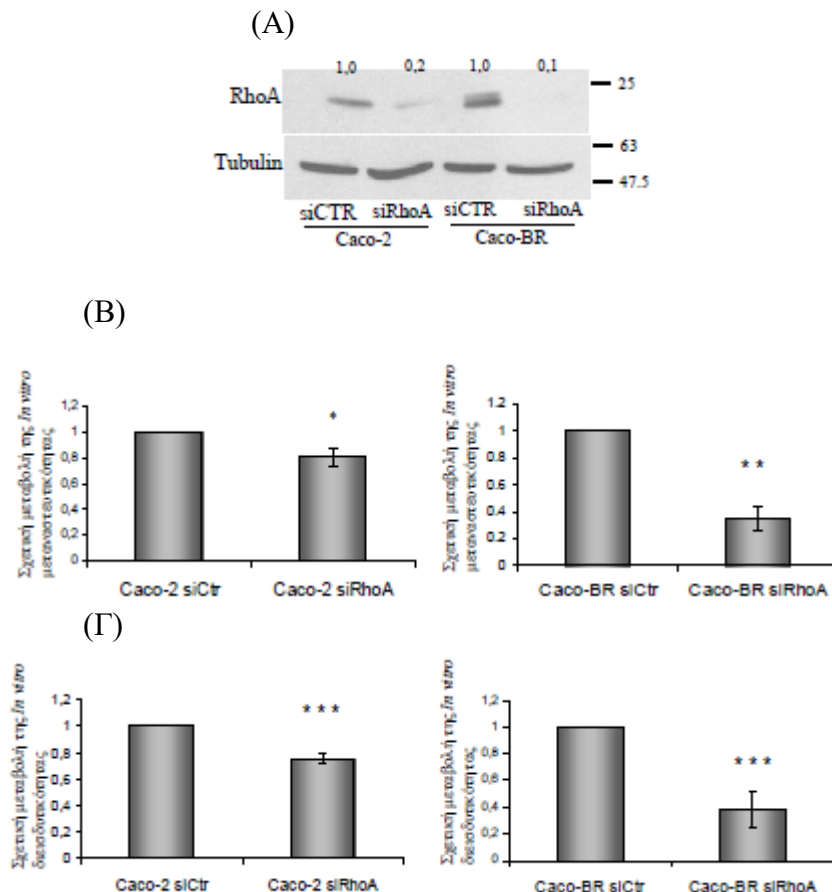 (A)
1,0 0,2 1,0 0,1
RhoA
25
Tubulin
63
47.5
siCTR siRhoA siCTR siRhoA
Caco-2 Caco-BR
(B)
Σχετική μεταβολή της In vitro
μεταναστευτικότητας
1,2
1
0,8
0,6
0,4
0,2
0
*
Caco-2 siCtr Caco-2 siRhoA
Σχετική μεταβολή της In vitro
μεταναστευτικότητας
1,2
1
0.8
0.6
0.4
0.2
0
**
Caco-BR siCtr Caco-BR siRhoA
(Γ)
Σχετική μεταβολή της In vitro
διεισδυτικότητας
1,2
1
0,8
0,6
0,4
0,2
0
***
Caco-2 siCtr Caco-2 siRhoA
Σχετική μεταβολή της In vitro
διεισδυτικότητας
1,2
1
0,8
0,6
0,4
0,2
0
***
Caco-BR siCtr Caco-BR siRhoA